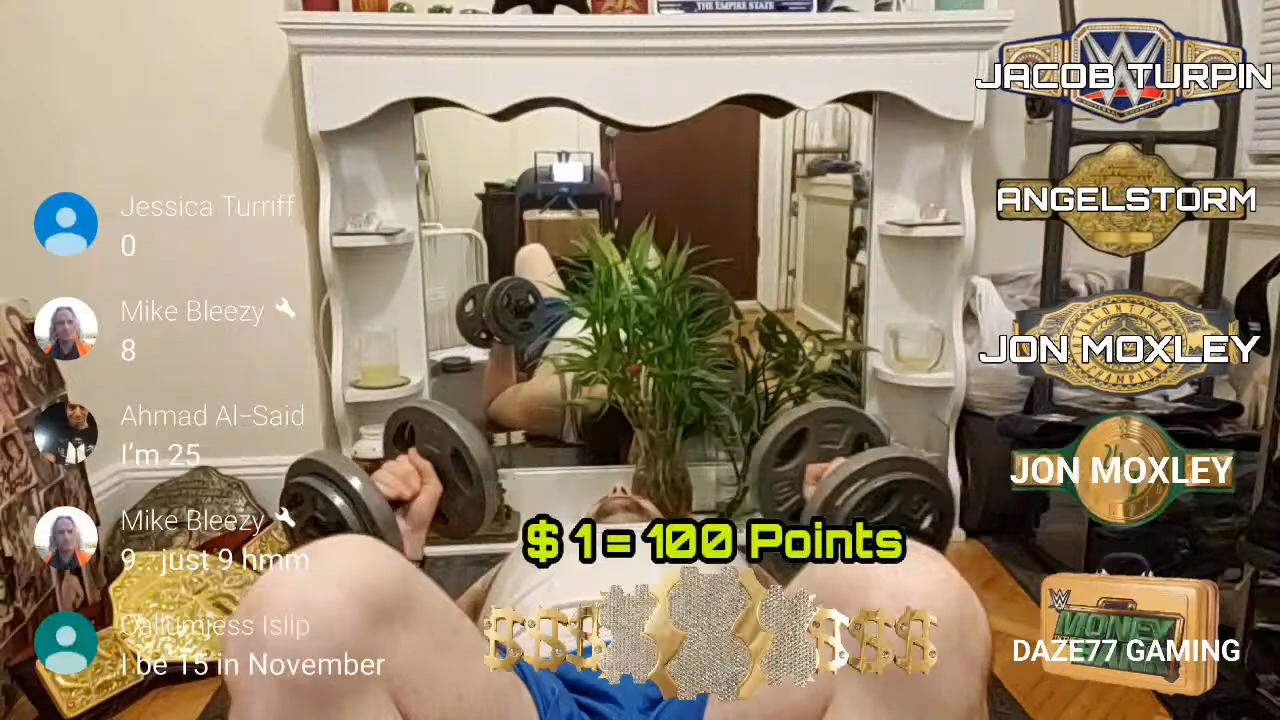 THE EMPIRE STATE
Jessica Turriff
0
Mike Bleezy
8
Ahmad Al-Said
I'm 25
Mike Bleezy
9...just 9 hmm
Callumjess Islip
I be 15 in November
$ 1 = 100 Points
JACOB TURPIN
ANGELSTORM
JON MOXLEY
JON MOXLEY
W
MONEY
DAZE77 GAMING